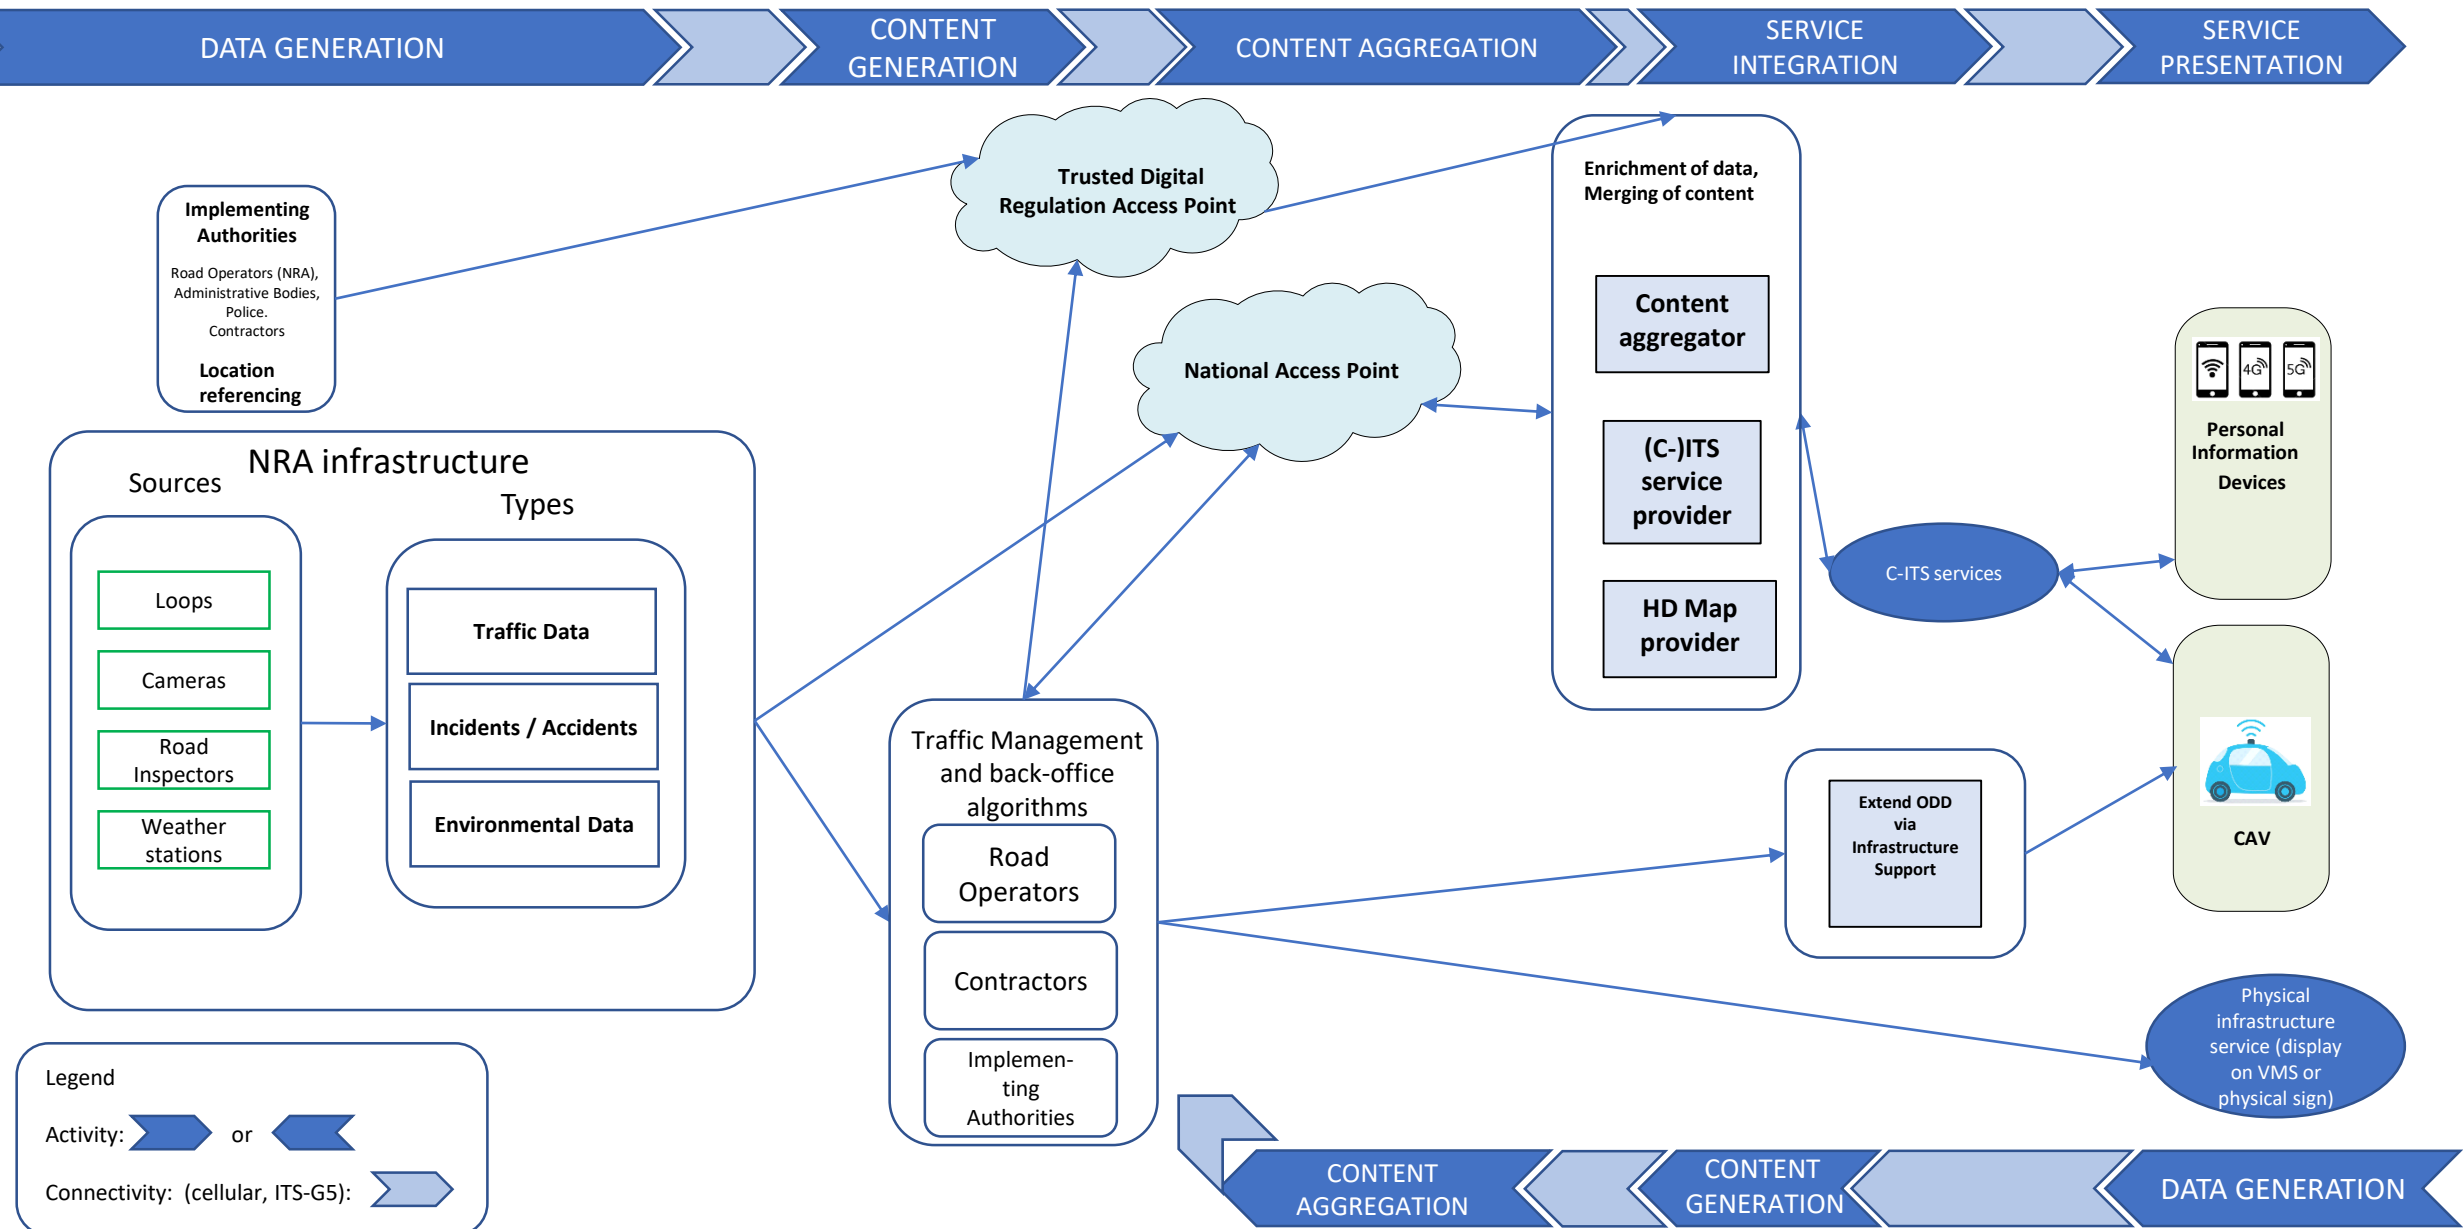 DATA GENERATION
CONTENT
GENERATION
CONTENT AGGREGATION
SERVICE
INTEGRATION
SERVICE
PRESENTATION
Implementing
Authorities
Road Operators (NRA),
Administrative Bodies,
Police.
Contractors
Location
referencing
Trusted Digital
Regulation Access Point
National Access Point
Enrichment of data,
Merging of content
Content
aggregator
(C-)ITS
service
provider
HD Map
provider
4G
5G
Personal
Information
Devices
C-ITS services
CAV
NRA infrastructure
Sources
Types
Loops
Cameras
Road
Inspectors
Weather
stations
Traffic Data
Incidents / Accidents
Environmental Data
Traffic Management
and back-office
algorithms
Road
Operators
Contractors
Implemen-
ting
Authorities
Extend ODD
via
Infrastructure
Support
Physical
infrastructure
service (display
on VMS or
physical sign)
Legend
Activity: or
Connectivity: (cellular, ITS-G5):
CONTENT
AGGREGATION
CONTENT
GENERATION
DATA GENERATION